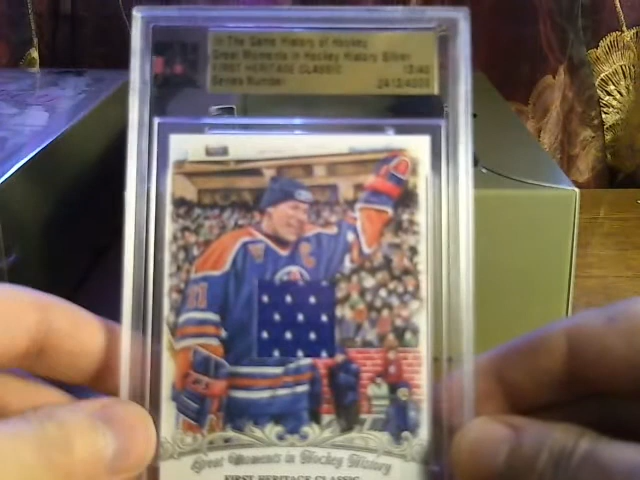 In The Game History of Hockey
Great Moments in Hockey History Silver
FIRST HERITAGE CLASSIC
Series Number
C
11
Great Moments in Hockey History
FIRST HERITAGE CLASSIC